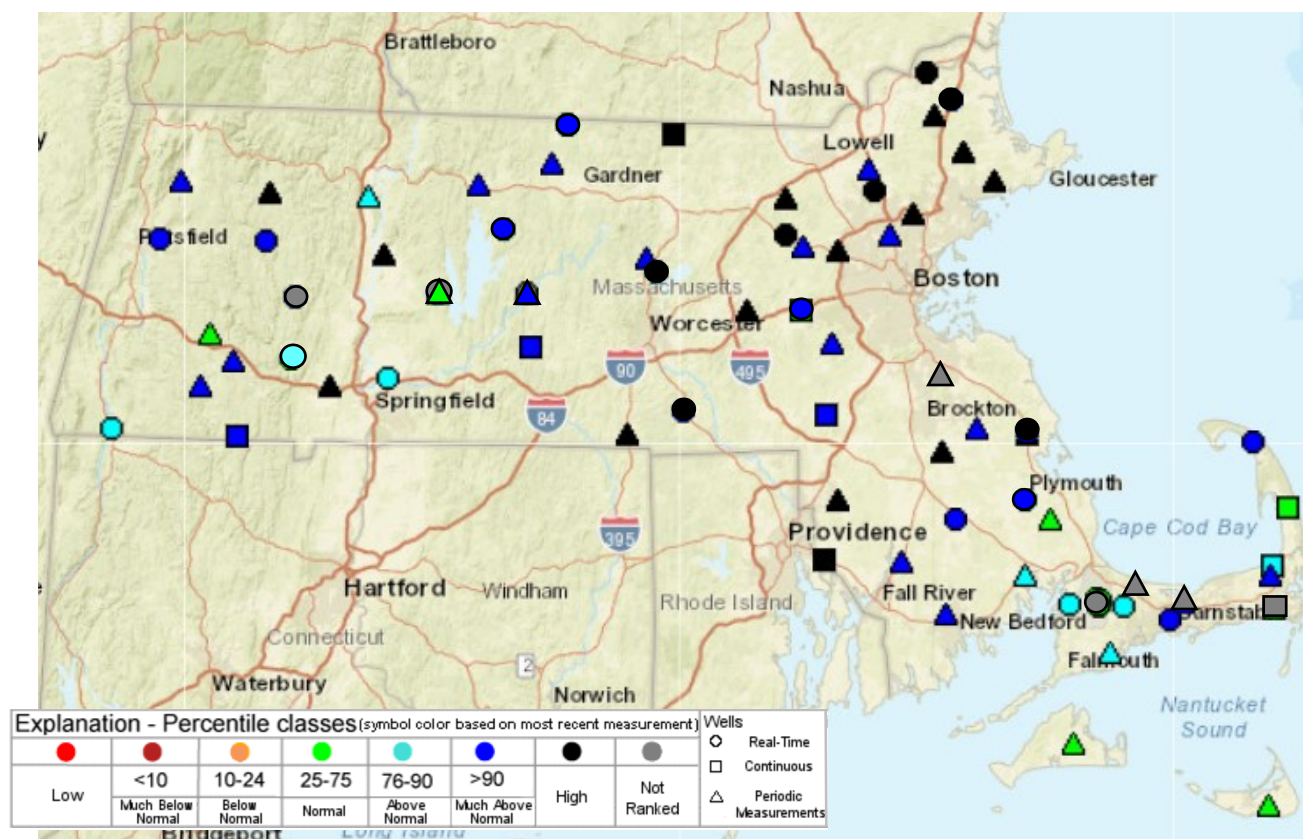 Brattleboro
Nashua
Lowell
Gardner
Gloucester
Massachusetts
Boston
Worcester
90
495
Springfield
84
Brockton
Plymouth
Providence
Cape Cod Bay
395
Hartford
Windham
Rhode Island
Fall River
New Bedford
Connecticut
2
Falmouth
Waterbury
Norwich
Nantucket
Sound
Explanation - Percentile classes (symbol color based on most recent measurement)
Wells
Real-Time
Continuous
Periodic
Measurements
Low
<10
10-24
25-75
76-90
>90
High
Not
Ranked
Much Below
Normal
Below
Normal
Normal
Above
Normal
Much Above
Normal
Long Island